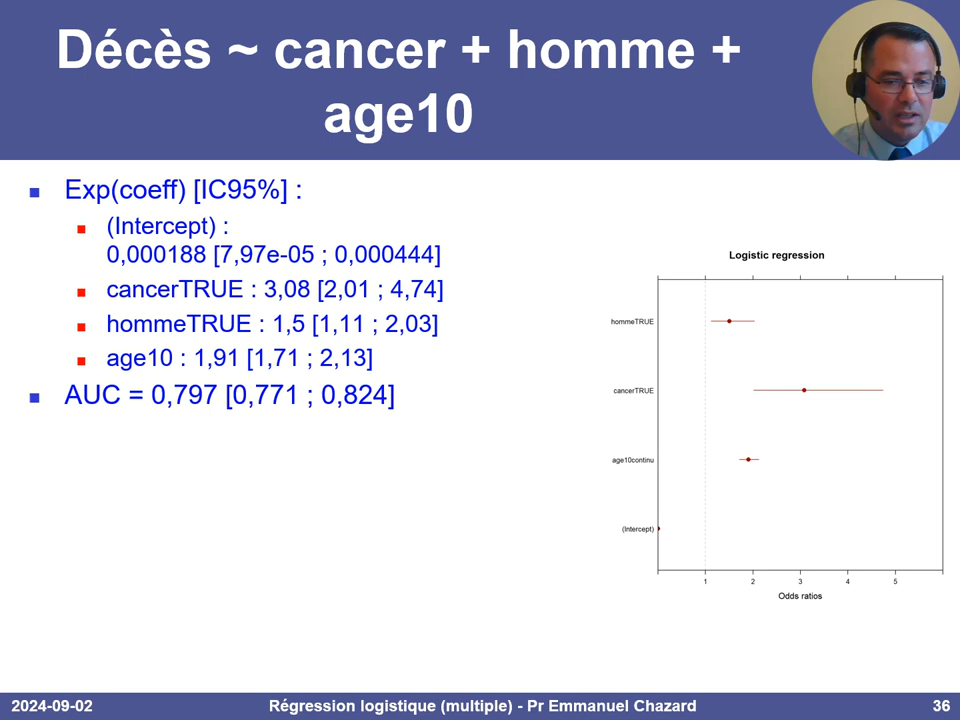 Décès ~ cancer + homme +
age10
Exp(coeff) [IC95%] :
(Intercept) :
0,000188 [7,97e-05 ; 0,000444]
cancerTRUE : 3,08 [2,01 ; 4,74]
hommeTRUE : 1,5 [1,11 ; 2,03]
age10 : 1,91 [1,71 ; 2,13]
AUC = 0,797 [0,771 ; 0,824]
Logistic regression
hommeTRUE
cancerTRUE
age10continu
(Intercept)
1 2 3 4 5
Odds ratios
2024-09-02 Régression logistique (multiple) - Pr Emmanuel Chazard 36